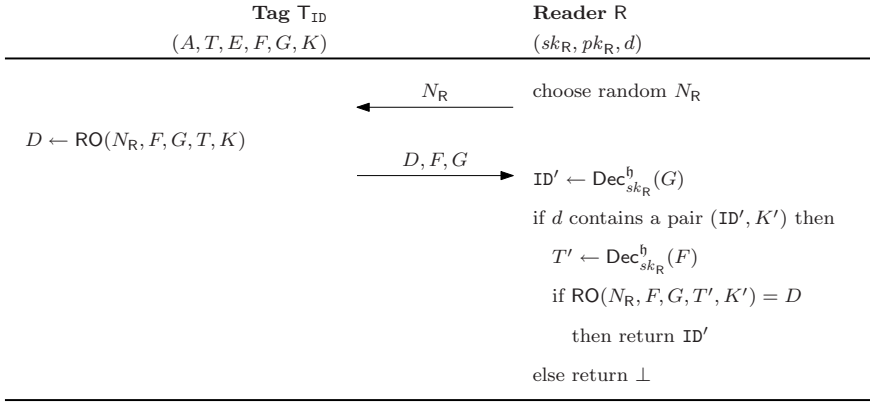 Tag T_ID Reader R
(A, T, E, F, G, K) (sk_R, pk_R, d)
N_R choose random N_R
D ← RO(N_R, F, G, T, K)
D, F, G
ID′ ← Dec^𝔥_{sk_R}(G)
if d contains a pair (ID′, K′) then
T′ ← Dec^𝔥_{sk_R}(F)
if RO(N_R, F, G, T′, K′) = D
then return ID′
else return ⊥